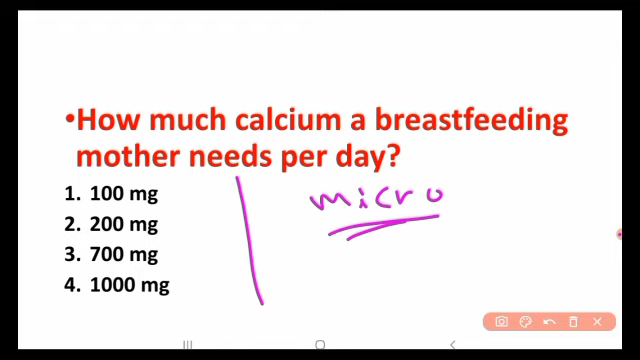 •How much calcium a breastfeeding
mother needs per day?
1. 100 mg
2. 200 mg
3. 700 mg
4. 1000 mg
micro